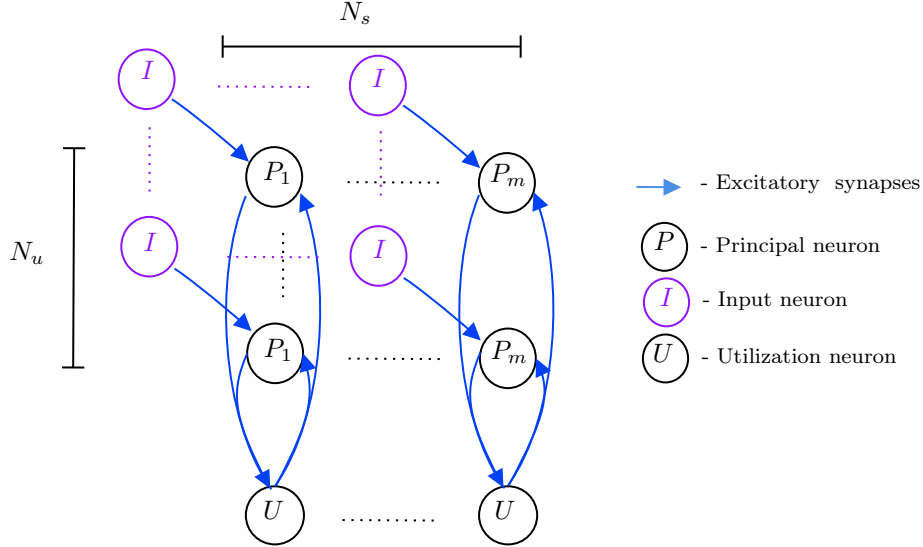 N_s
I I
P_1 P_m
I I
N_u
P_1 P_m
U U
- Excitatory synapses
P - Principal neuron
I - Input neuron
U - Utilization neuron